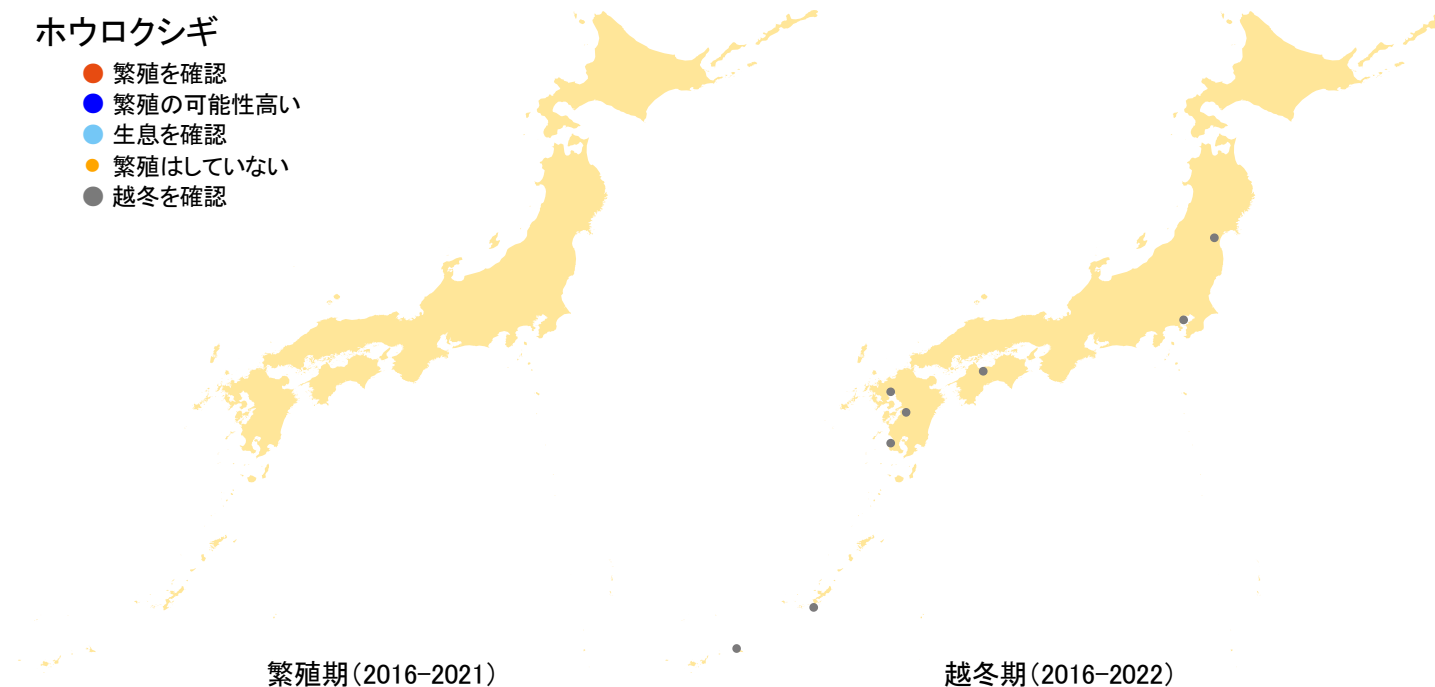 ホウロクシギ
繁殖を確認
繁殖の可能性高い
生息を確認
繁殖はしていない
越冬を確認
繁殖期(2016-2021)
越冬期(2016-2022)